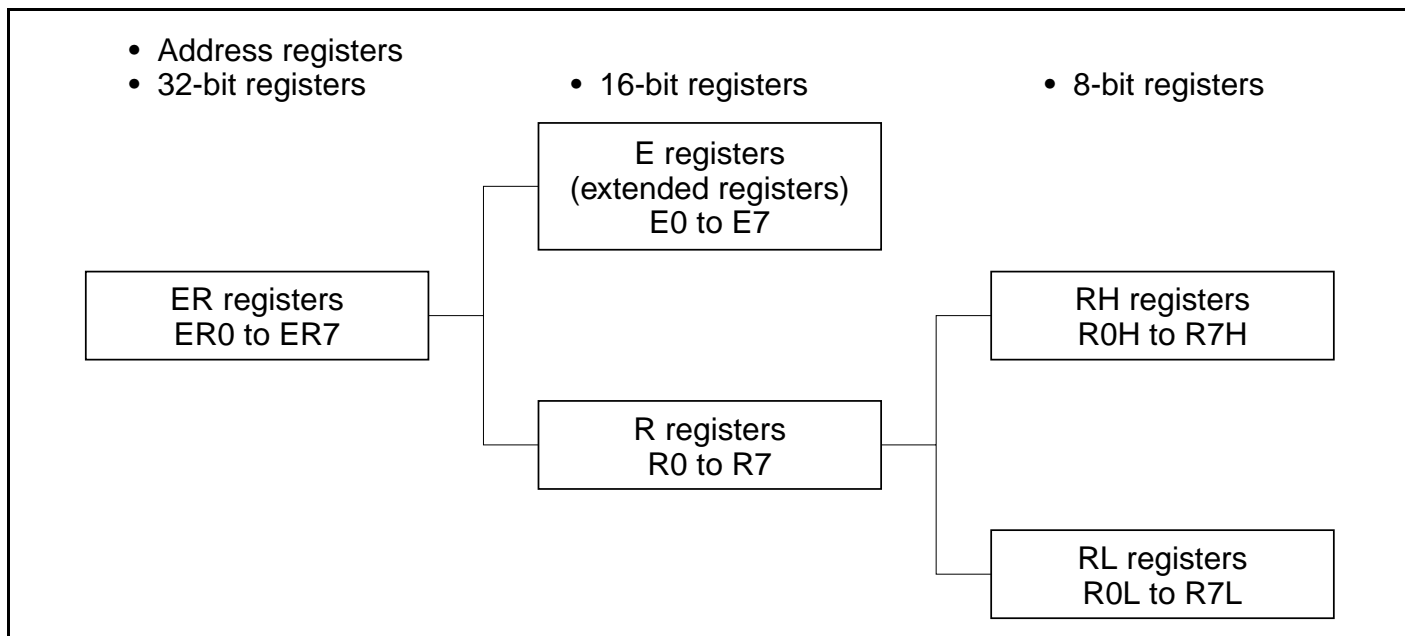 • Address registers
• 32-bit registers
• 16-bit registers
• 8-bit registers
E registers
(extended registers)
E0 to E7
ER registers
ER0 to ER7
RH registers
R0H to R7H
R registers
R0 to R7
RL registers
R0L to R7L